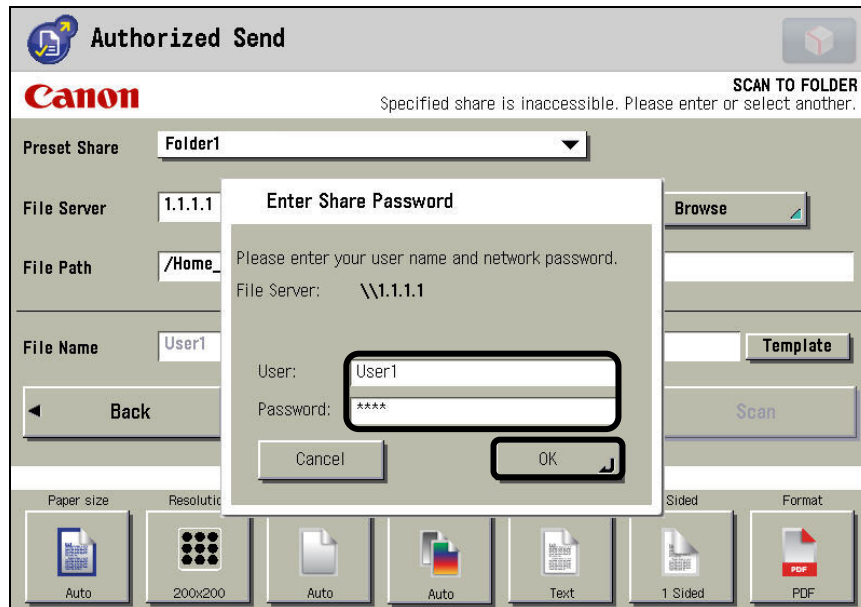 Authorized Send
Canon
SCAN TO FOLDER
Specified share is inaccessible. Please enter or select another.
Preset Share Folder1
File Server 1.1.1.1 Browse
File Path /Home_
File Name User1 Template
Back Scan
Enter Share Password
Please enter your user name and network password.
File Server: \\1.1.1.1
User: User1
Password: ****
Cancel OK
Paper size Resolutio Sided Format
PDF
Auto 200x200 Auto Auto Text 1 Sided PDF